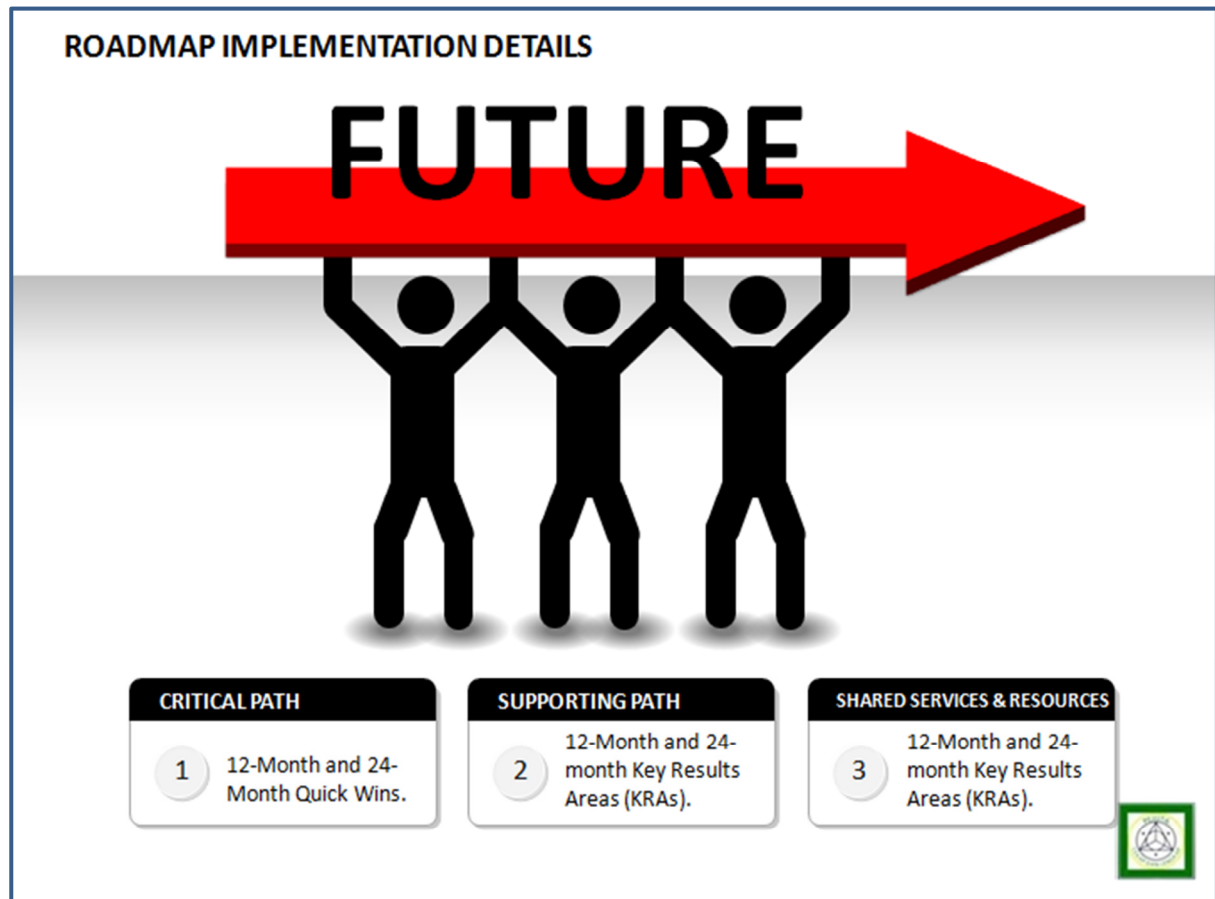 ROADMAP IMPLEMENTATION DETAILS
FUTURE
CRITICAL PATH
1
12-Month and 24-
Month Quick Wins.
SUPPORTING PATH
2
12-Month and 24-
month Key Results
Areas (KRAs).
SHARED SERVICES & RESOURCES
3
12-Month and 24-
month Key Results
Areas (KRAs).